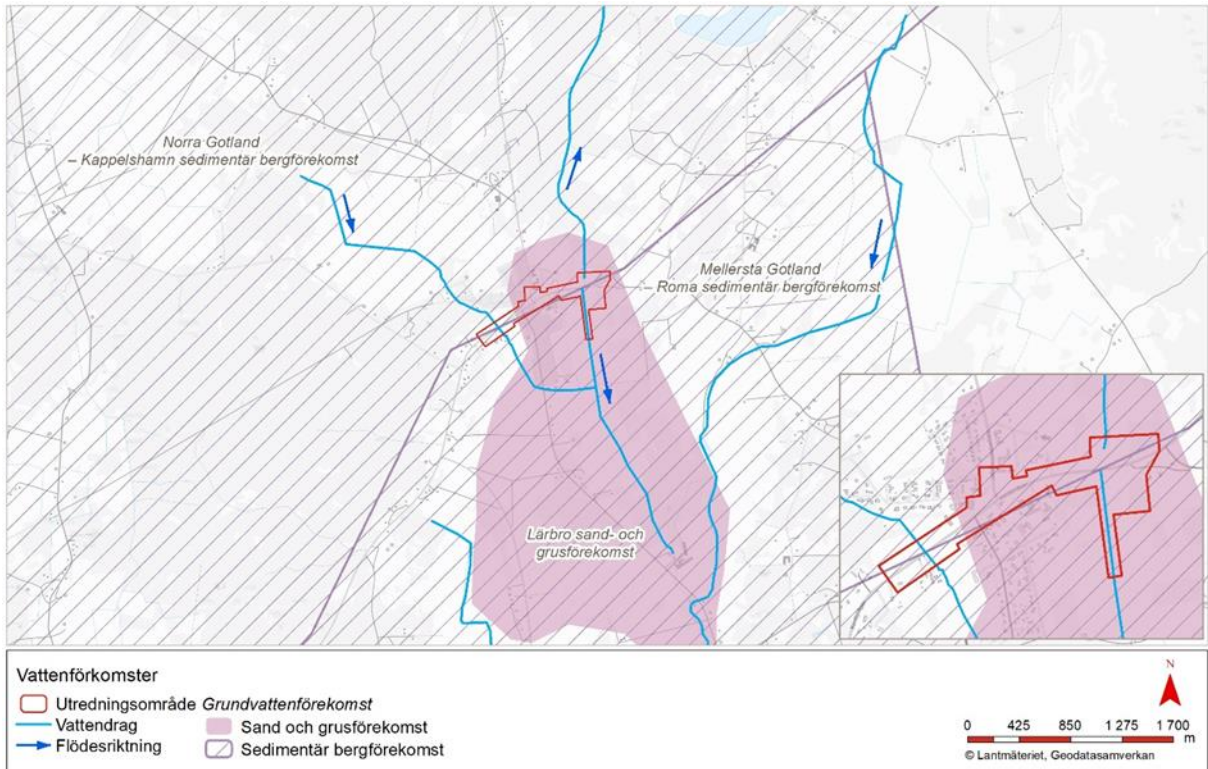 Norra Gotland
– Kappelshamn sedimentär bergförekomst
Mellersta Gotland
– Roma sedimentär bergförekomst
Lärbro sand- och
grusförekomst
Vattenförkomster
Utredningsområde Grundvattenförekomst
Vattendrag
Sand och grusförekomst
Flödesriktning
Sedimentär bergförekomst
N
0 425 850 1 275 1 700
m
© Lantmäteriet, Geodatasamverkan